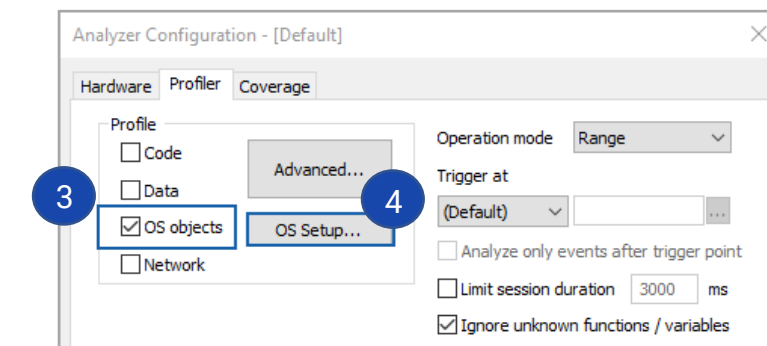 Analyzer Configuration - [Default]
Hardware Profiler Coverage
Profile
Code
Data
OS objects
Network
Advanced...
OS Setup...
3
4
Operation mode Range
Trigger at
(Default) ...
Analyze only events after trigger point
Limit session duration 3000 ms
Ignore unknown functions / variables